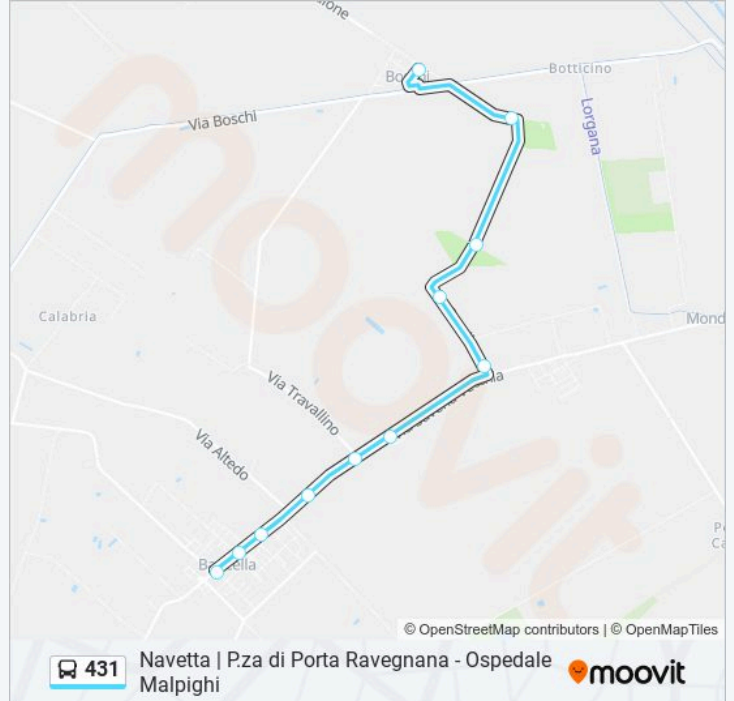 Botticino
Via Boschi
Lorgana
Calabria
Mond
Via Travallino
Via Altedo
© OpenStreetMap contributors | © OpenMapTiles
431
Navetta | P.za di Porta Ravegnana - Ospedale
Malpighi
moovit